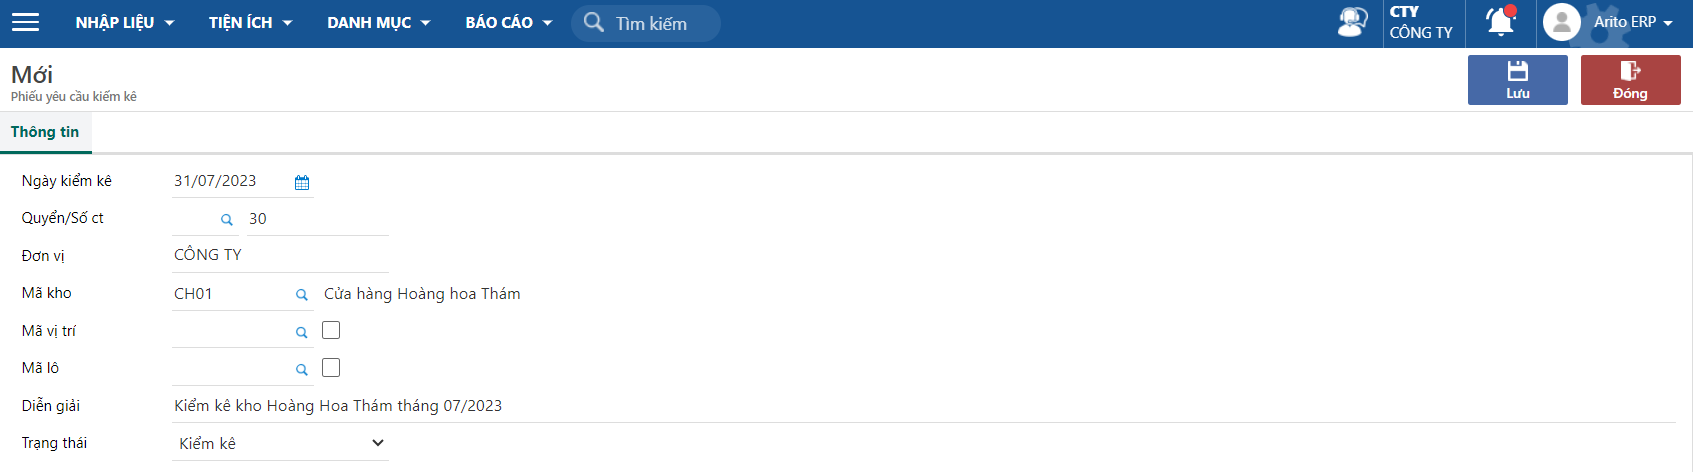 NHẬP LIỆU TIỆN ÍCH DANH MỤC BÁO CÁO Tìm kiếm CTY Arito ERP
CÔNG TY
Mới
Phiếu yêu cầu kiểm kê
Lưu Đóng
Thông tin
Ngày kiểm kê 31/07/2023
Quyển/Số ct 30
Đơn vị CÔNG TY
Mã kho CH01 Cửa hàng Hoàng hoa Thám
Mã vị trí
Mã lô
Diễn giải Kiểm kê kho Hoàng Hoa Thám tháng 07/2023
Trạng thái Kiểm kê